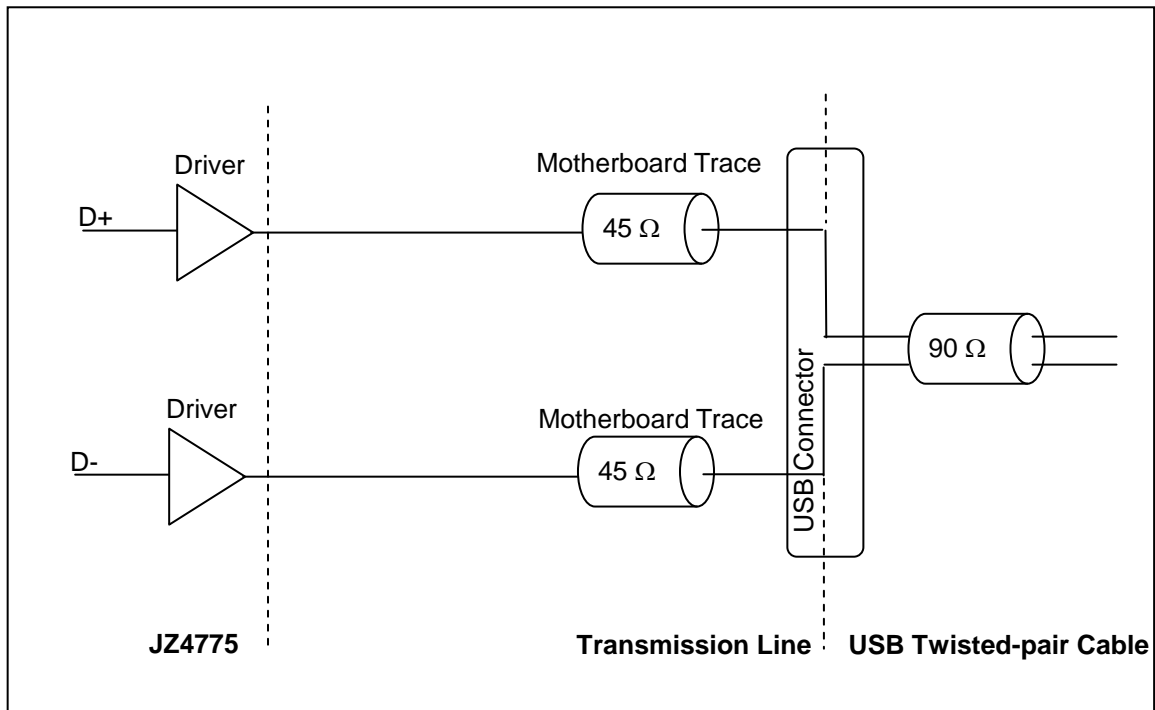 Driver
Motherboard Trace
D+
45 Ω
USB Connector
90 Ω
Driver
Motherboard Trace
D-
45 Ω
JZ4775
Transmission Line
USB Twisted-pair Cable